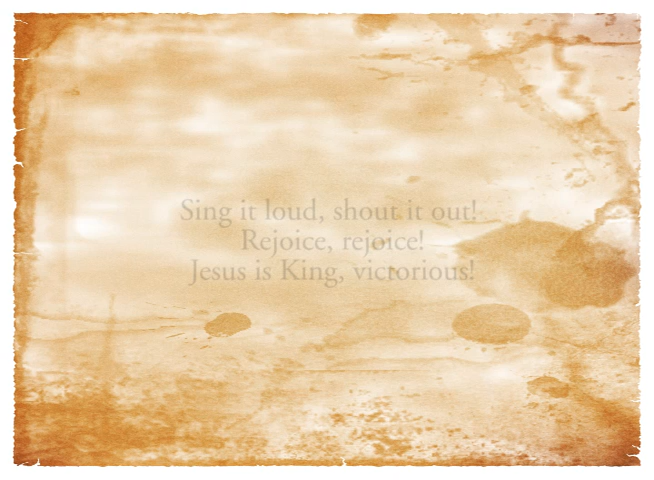 Sing it loud, shout it out!
Rejoice, rejoice!
Jesus is King, victorious!